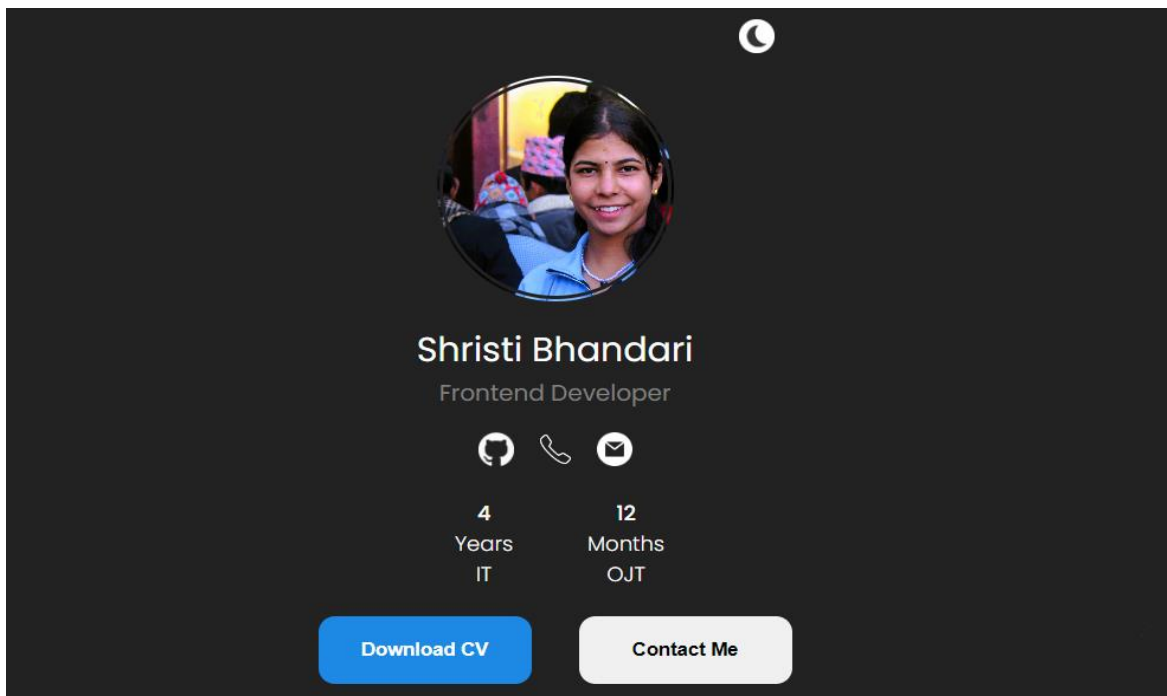 Shristi Bhandari
Frontend Developer
4
Years
IT
12
Months
OJT
Download CV
Contact Me